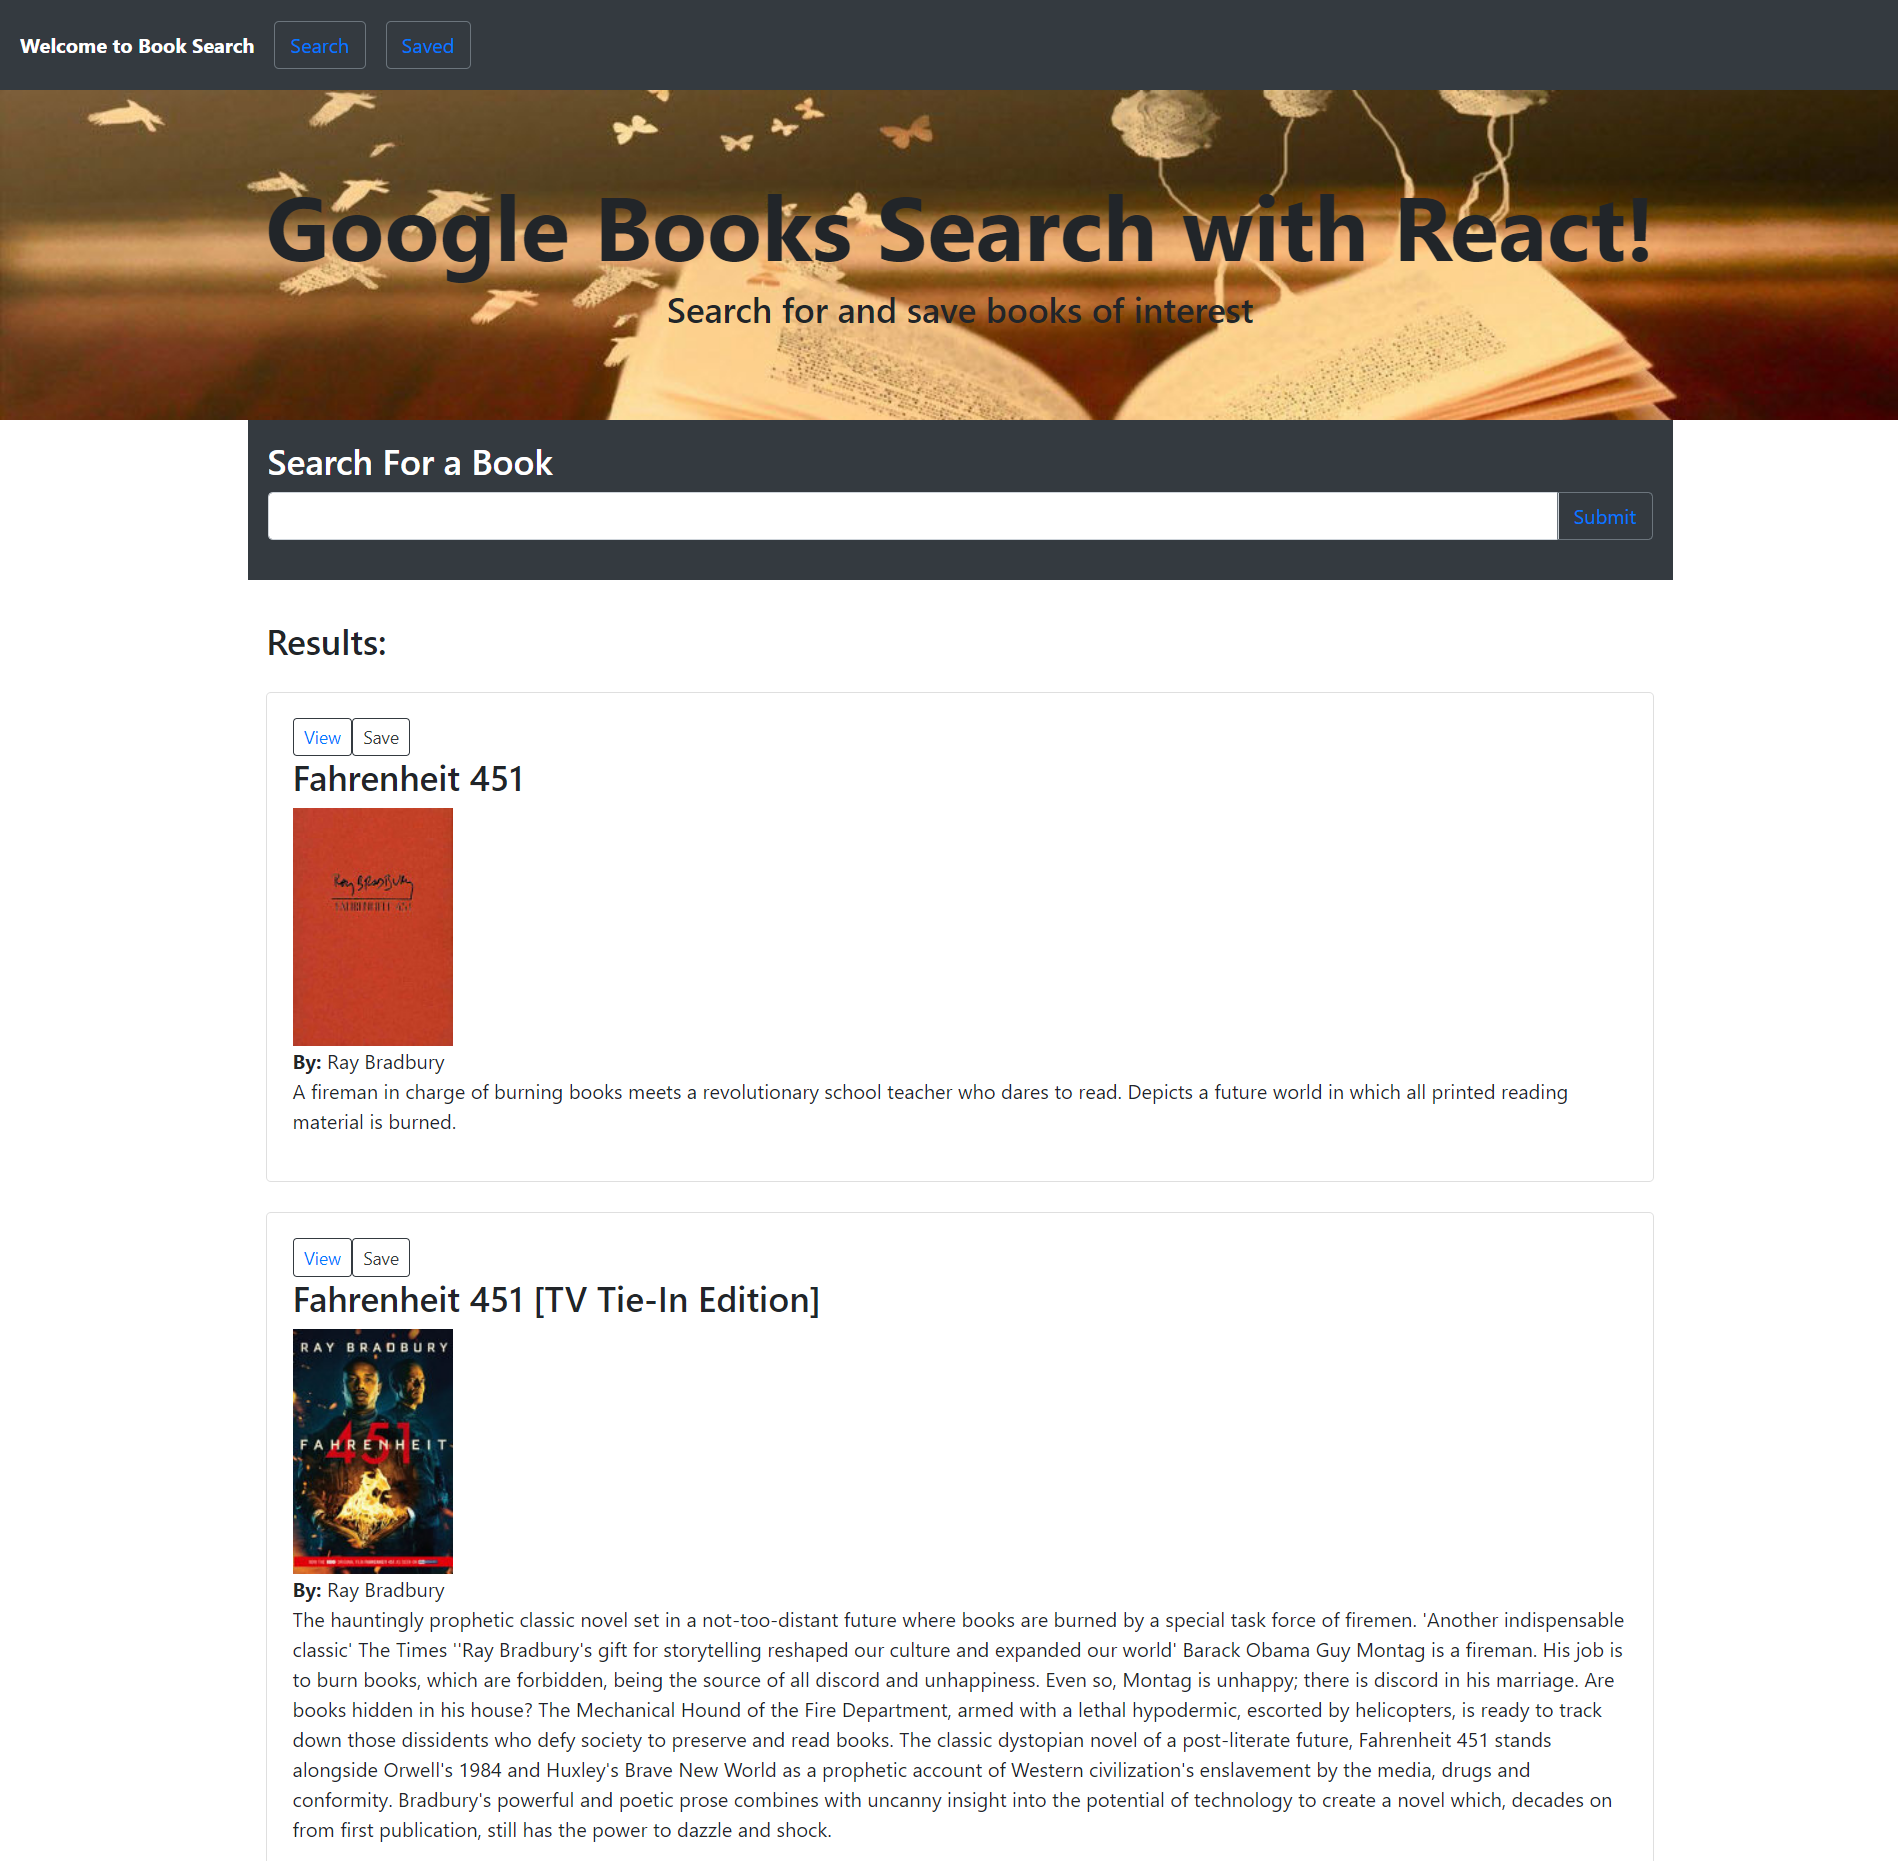 Welcome to Book Search
Search
Saved
Google Books Search with React!
Search for and save books of interest
Search For a Book
Submit
Results:
View
Save
Fahrenheit 451
Ray Bradbury
FAHRENHEIT 451
By: Ray Bradbury
A fireman in charge of burning books meets a revolutionary school teacher who dares to read. Depicts a future world in which all printed reading
material is burned.
View
Save
Fahrenheit 451 [TV Tie-In Edition]
RAY BRADBURY
451
FAHRENHEIT
By: Ray Bradbury
The hauntingly prophetic classic novel set in a not-too-distant future where books are burned by a special task force of firemen. 'Another indispensable
classic' The Times ''Ray Bradbury's gift for storytelling reshaped our culture and expanded our world' Barack Obama Guy Montag is a fireman. His job is
to burn books, which are forbidden, being the source of all discord and unhappiness. Even so, Montag is unhappy; there is discord in his marriage. Are
books hidden in his house? The Mechanical Hound of the Fire Department, armed with a lethal hypodermic, escorted by helicopters, is ready to track
down those dissidents who defy society to preserve and read books. The classic dystopian novel of a post-literate future, Fahrenheit 451 stands
alongside Orwell's 1984 and Huxley's Brave New World as a prophetic account of Western civilization's enslavement by the media, drugs and
conformity. Bradbury's powerful and poetic prose combines with uncanny insight into the potential of technology to create a novel which, decades on
from first publication, still has the power to dazzle and shock.